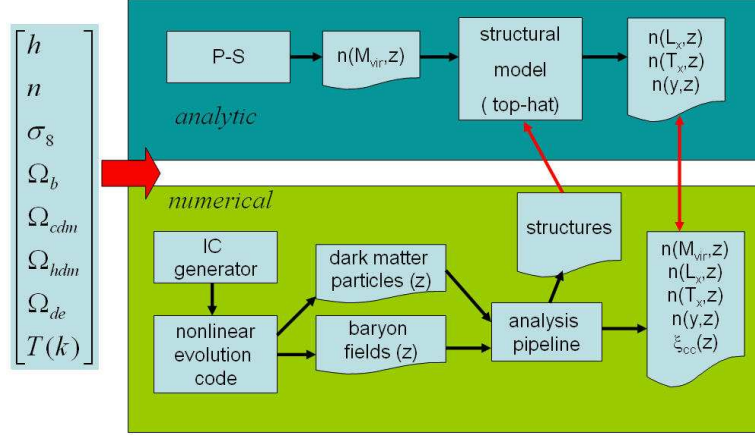 h
n
σ8
Ωb
Ωcdm
Ωhdm
Ωde
T(k)
P-S
n(Mvir,z)
structural
model
( top-hat)
n(Lx,z)
n(Tx,z)
n(y,z)
analytic
numerical
IC
generator
nonlinear
evolution
code
dark matter
particles (z)
baryon
fields (z)
structures
analysis
pipeline
n(Mvir,z)
n(Lx,z)
n(Tx,z)
n(y,z)
ξcc(z)